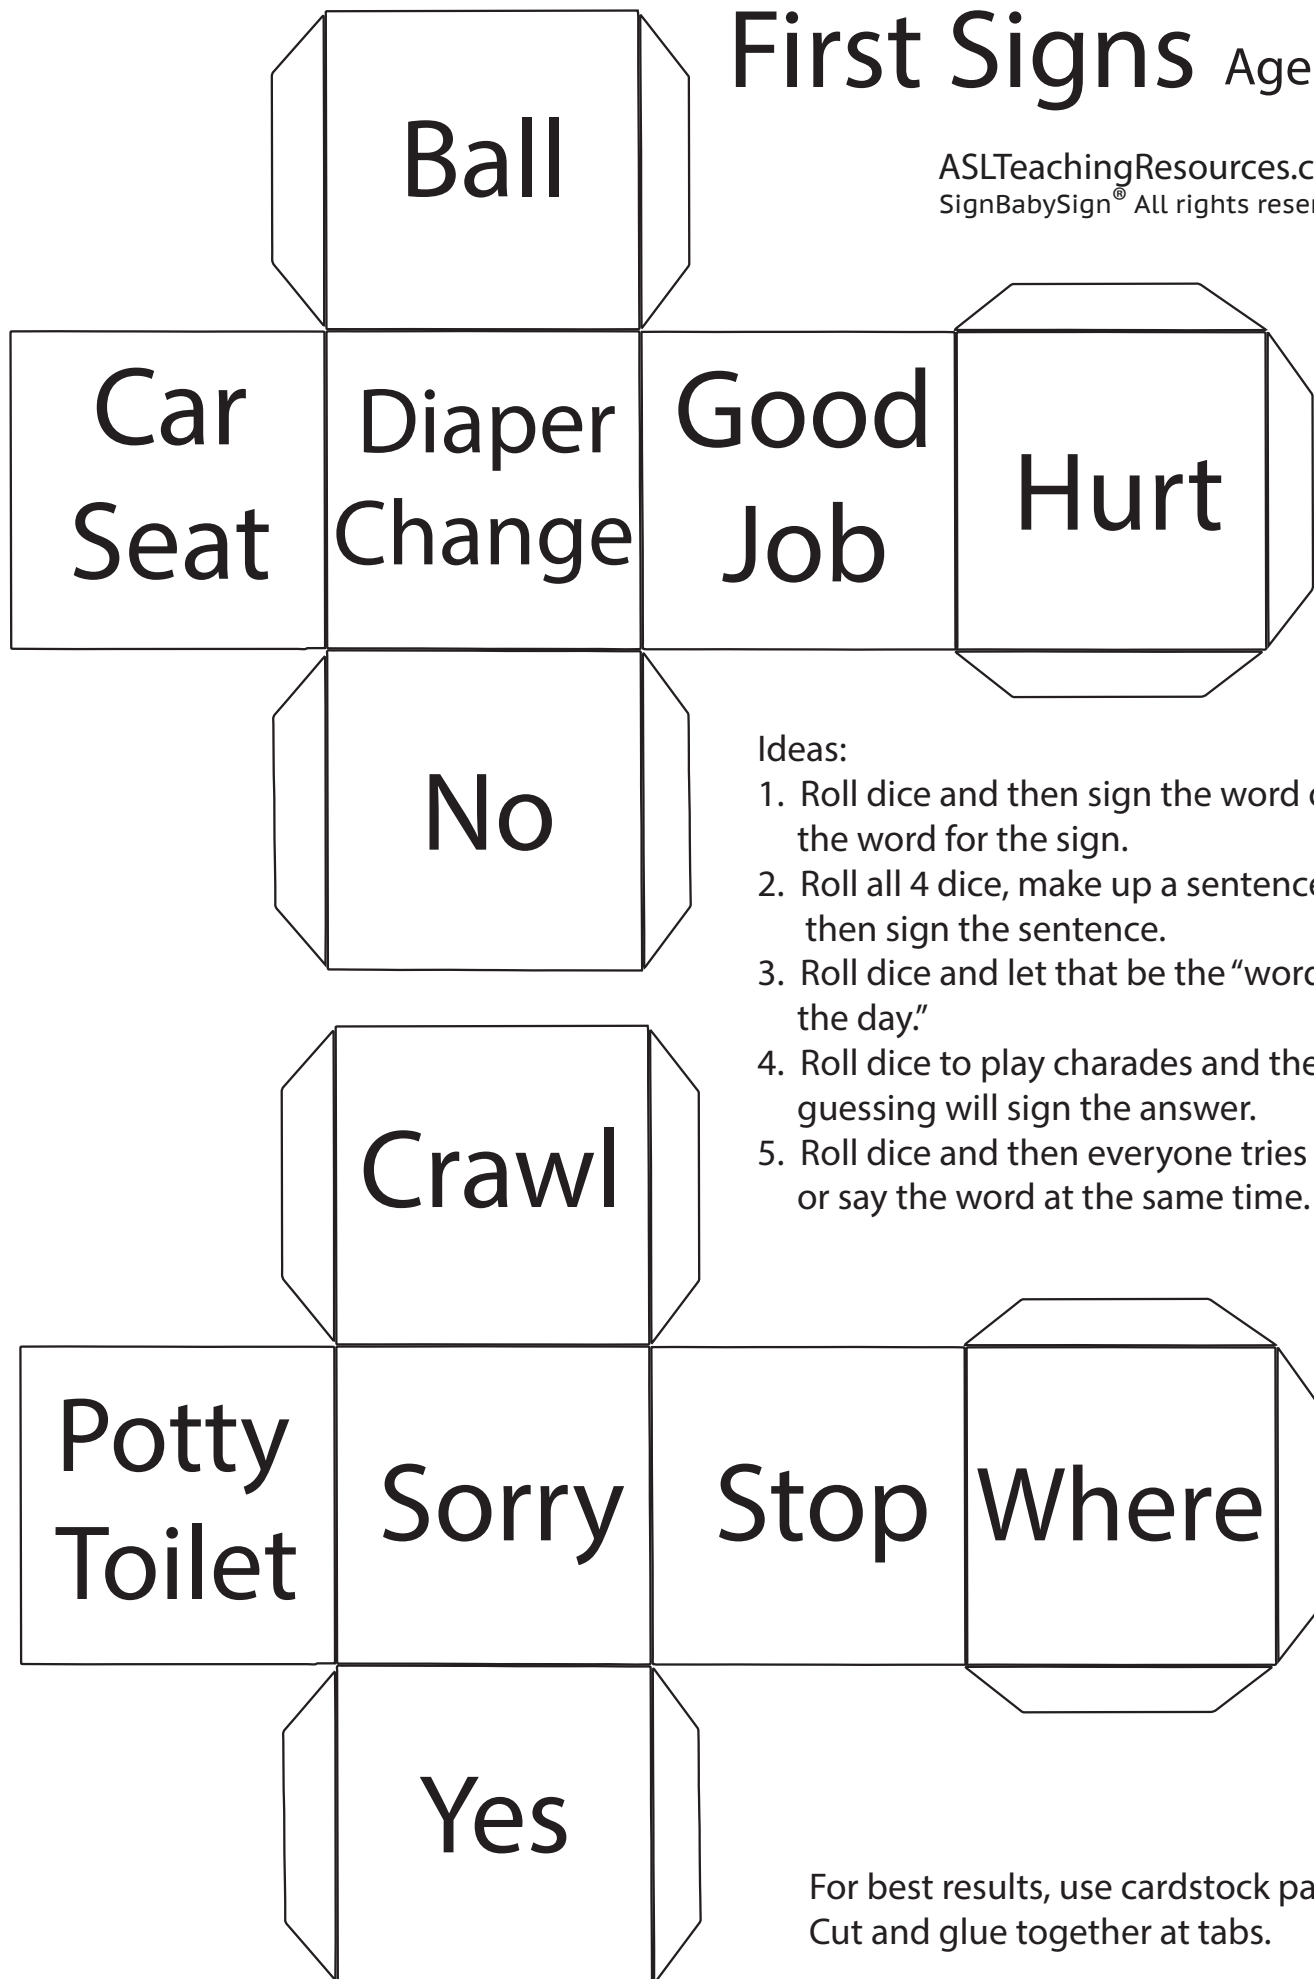 First Signs Age
ASLTeachingResources.c
SignBabySign® All rights reser
Ball
Car
Seat
Diaper
Change
Good
Job
Hurt
No
Ideas:
1. Roll dice and then sign the word
the word for the sign.
2. Roll all 4 dice, make up a sentence
then sign the sentence.
3. Roll dice and let that be the “word
the day.”
4. Roll dice to play charades and the
guessing will sign the answer.
5. Roll dice and then everyone tries
or say the word at the same time.
Crawl
Potty
Toilet
Sorry
Stop
Where
Yes
For best results, use cardstock pa
Cut and glue together at tabs.